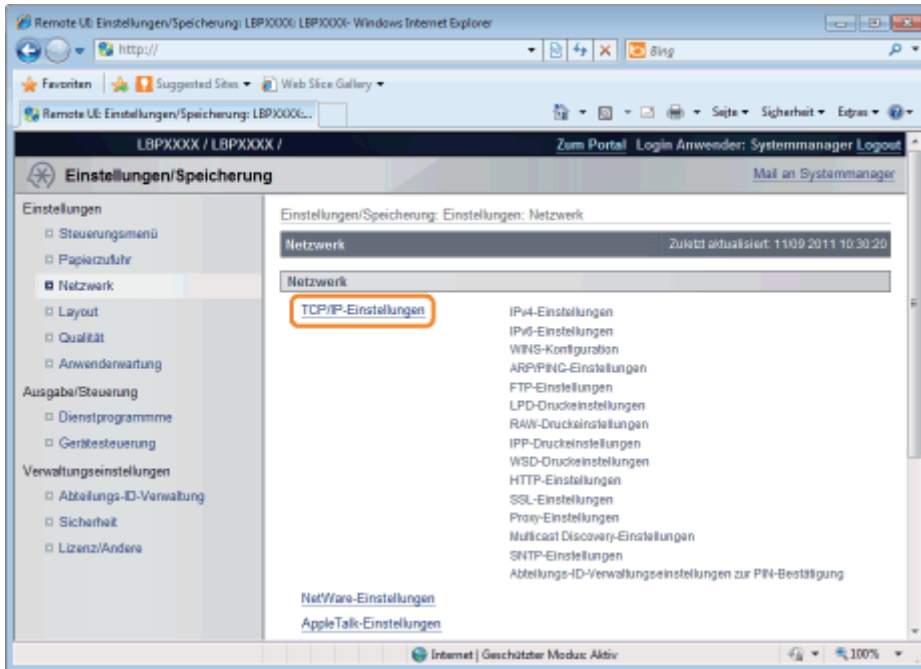 Remote UI: Einstellungen/Speicherung: LBPXXXX: LBPXXXX- Windows Internet Explorer
http://
Bing
Favoriten Suggested Sites Web Slice Gallery
Remote UI: Einstellungen/Speicherung: LBPXXXX:... Seite Sicherheit Extras
LBPXXXX / LBPXXXX / Zum Portal Login Anwender: Systemmanager Logout
Einstellungen/Speicherung Mail an Systemmanager
Einstellungen
Steuerungsmenü
Papierzufuhr
Netzwerk
Layout
Qualität
Anwenderwartung
Ausgabe/Steuerung
Dienstprogrammme
Gerätesteuerung
Verwaltungseinstellungen
Abteilungs-ID-Verwaltung
Sicherheit
Lizenz/Andere
Einstellungen/Speicherung: Einstellungen: Netzwerk
Netzwerk Zuletzt aktualisiert: 11/09 2011 10:30:20
Netzwerk
TCP/IP-Einstellungen
IPv4-Einstellungen
IPv6-Einstellungen
WINS-Konfiguration
ARP/PING-Einstellungen
FTP-Einstellungen
LPD-Druckeinstellungen
RAW-Druckeinstellungen
IPP-Druckeinstellungen
WSD-Druckeinstellungen
HTTP-Einstellungen
SSL-Einstellungen
Proxy-Einstellungen
Multicast Discovery-Einstellungen
SNTP-Einstellungen
Abteilungs-ID-Verwaltungseinstellungen zur PIN-Bestätigung
NetWare-Einstellungen
AppleTalk-Einstellungen
Internet | Geschützter Modus: Aktiv 100%